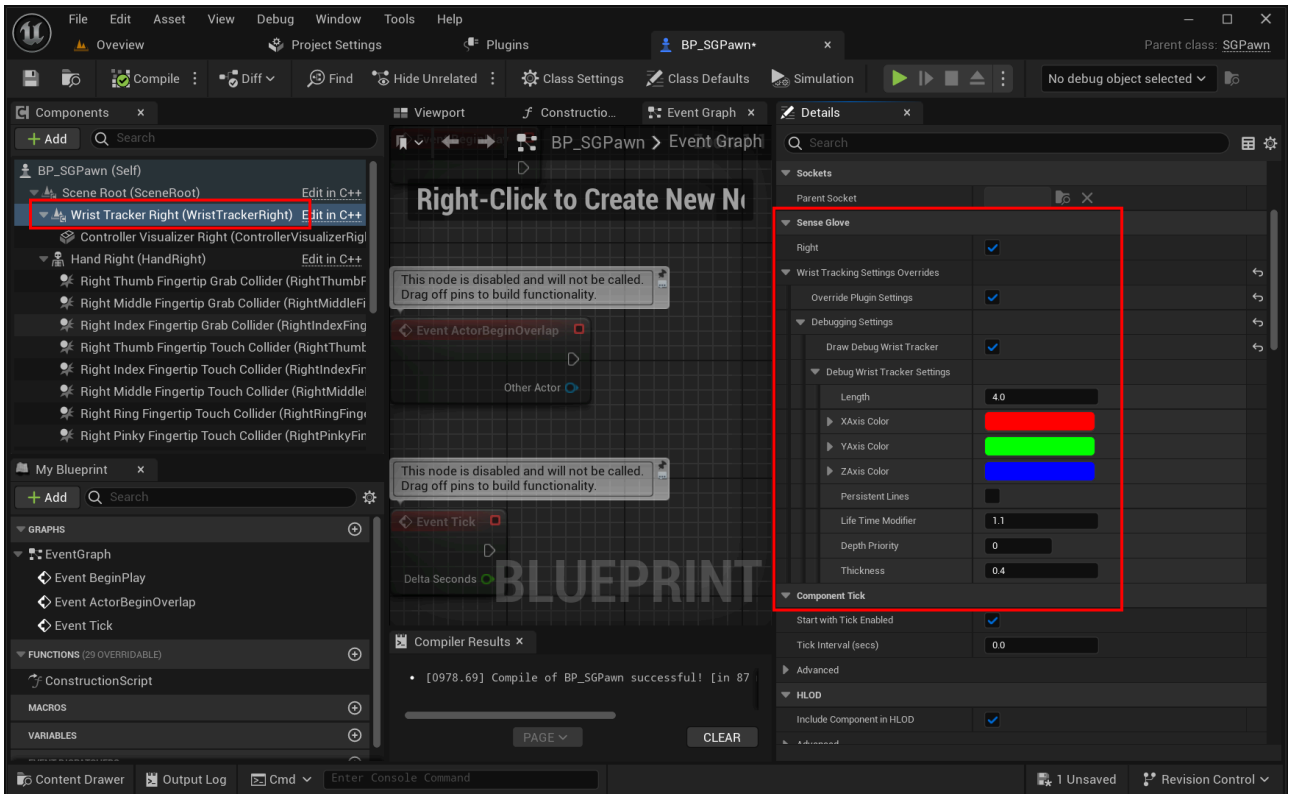 File Edit Asset View Debug Window Tools Help
Oveview Project Settings Plugins BP_SGPawn* × Parent class: SGPawn
Compile Diff Find Hide Unrelated Class Settings Class Defaults Simulation No debug object selected
Components ×
Add Search
BP_SGPawn (Self)
Scene Root (SceneRoot) Edit in C++
Wrist Tracker Right (WristTrackerRight) Edit in C++
Controller Visualizer Right (ControllerVisualizerRigl
Hand Right (HandRight) Edit in C++
Right Thumb Fingertip Grab Collider (RightThumbF
Right Middle Fingertip Grab Collider (RightMiddleFi
Right Index Fingertip Grab Collider (RightIndexFing
Right Thumb Fingertip Touch Collider (RightThumb
Right Index Fingertip Touch Collider (RightIndexFin
Right Middle Fingertip Touch Collider (RightMiddle
Right Ring Fingertip Touch Collider (RightRingFinge
Right Pinky Fingertip Touch Collider (RightPinkyFin
My Blueprint ×
Add Search
GRAPHS
EventGraph
Event BeginPlay
Event ActorBeginOverlap
Event Tick
FUNCTIONS (29 OVERRIDABLE)
ConstructionScript
MACROS
VARIABLES
Viewport Constructio... Event Graph ×
BP_SGPawn > Event Graph
Right-Click to Create New No
This node is disabled and will not be called.
Drag off pins to build functionality.
Event ActorBeginOverlap
Other Actor
This node is disabled and will not be called.
Drag off pins to build functionality.
Event Tick
Delta Seconds
BLUEPRINT
Compiler Results ×
• [0978.69] Compile of BP_SGPawn successful! [in 87
PAGE CLEAR
Details ×
Search
Sockets
Parent Socket
Sense Glove
Right
Wrist Tracking Settings Overrides
Override Plugin Settings
Debugging Settings
Draw Debug Wrist Tracker
Debug Wrist Tracker Settings
Length 4.0
XAxis Color
YAxis Color
ZAxis Color
Persistent Lines
Life Time Modifier 1.1
Depth Priority 0
Thickness 0.4
Component Tick
Start with Tick Enabled
Tick Interval (secs) 0.0
Advanced
HLOD
Include Component in HLOD
Advanced
Content Drawer Output Log Cmd Enter Console Command 1 Unsaved Revision Control